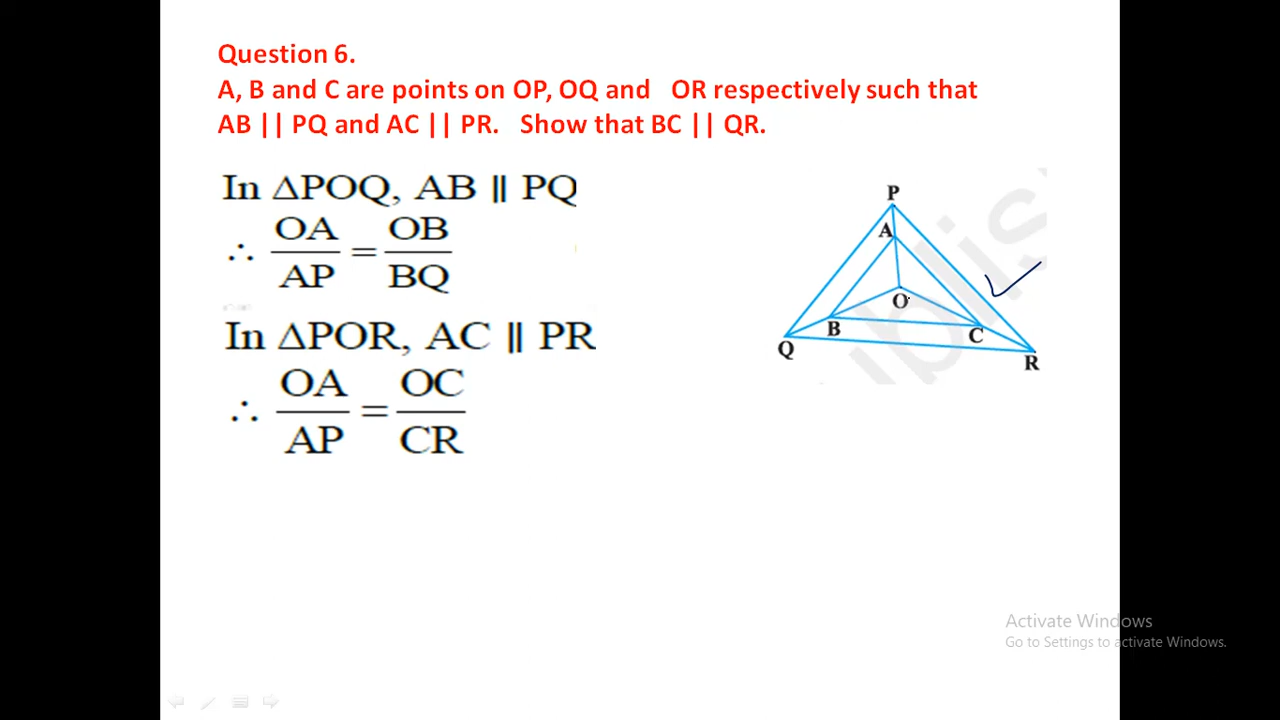 Question 6.
A, B and C are points on OP, OQ and OR respectively such that
AB || PQ and AC || PR. Show that BC || QR.
In ΔPOQ, AB || PQ
∴ OA/AP = OB/BQ
In ΔPOR, AC || PR
∴ OA/AP = OC/CR
P
A
O
B
C
Q
R
Activate Windows
Go to Settings to activate Windows.